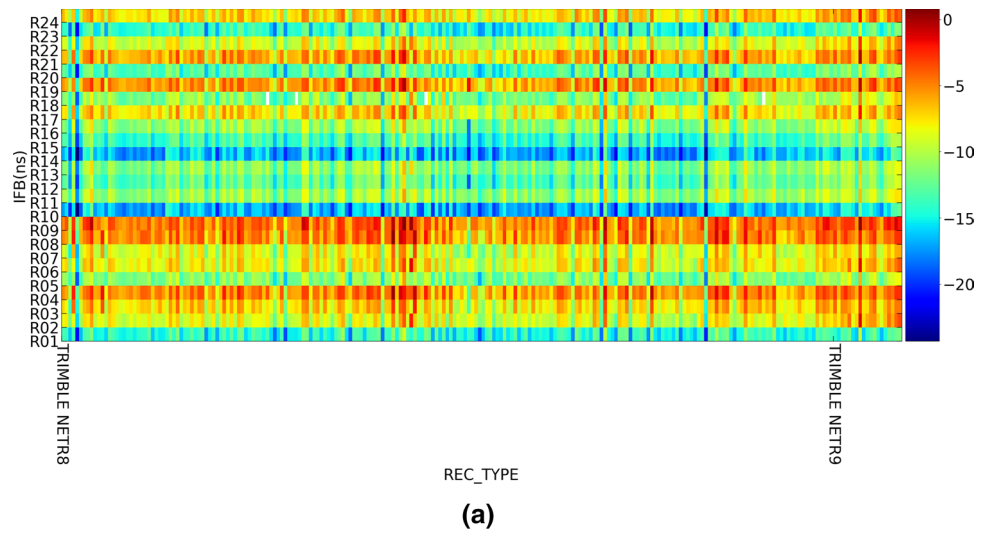 R24
R23
R22
R21
R20
R19
R18
R17
R16
R15
R14
R13
R12
R11
R10
R09
R08
R07
R06
R05
R04
R03
R02
R01
IFB(ns)
0
−5
−10
−15
−20
TRIMBLE NETR8
TRIMBLE NETR9
REC_TYPE
(a)